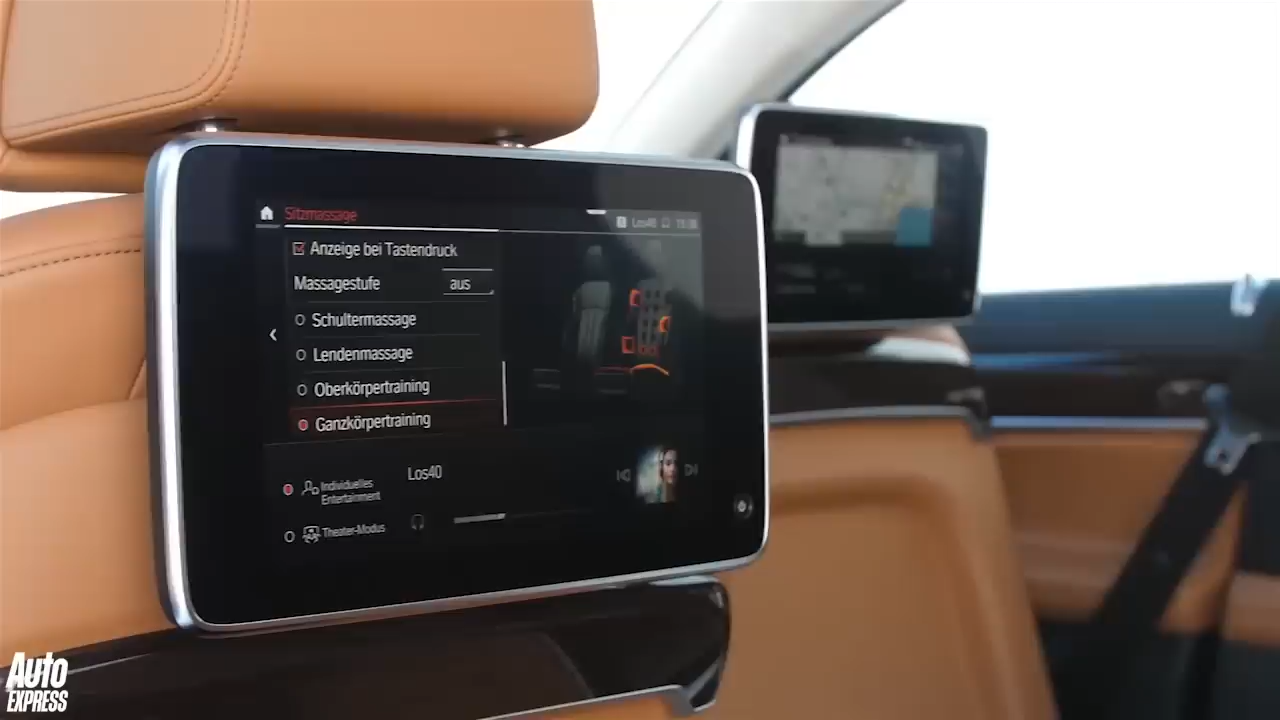 Sitzmassage
Los40
Anzeige bei Tastendruck
Massagestufe aus
Schultermassage
Lendenmassage
Oberkörpertraining
Ganzkörpertraining
Los40
Individuelles
Entertainment
Theater-Modus
Auto
EXPRESS